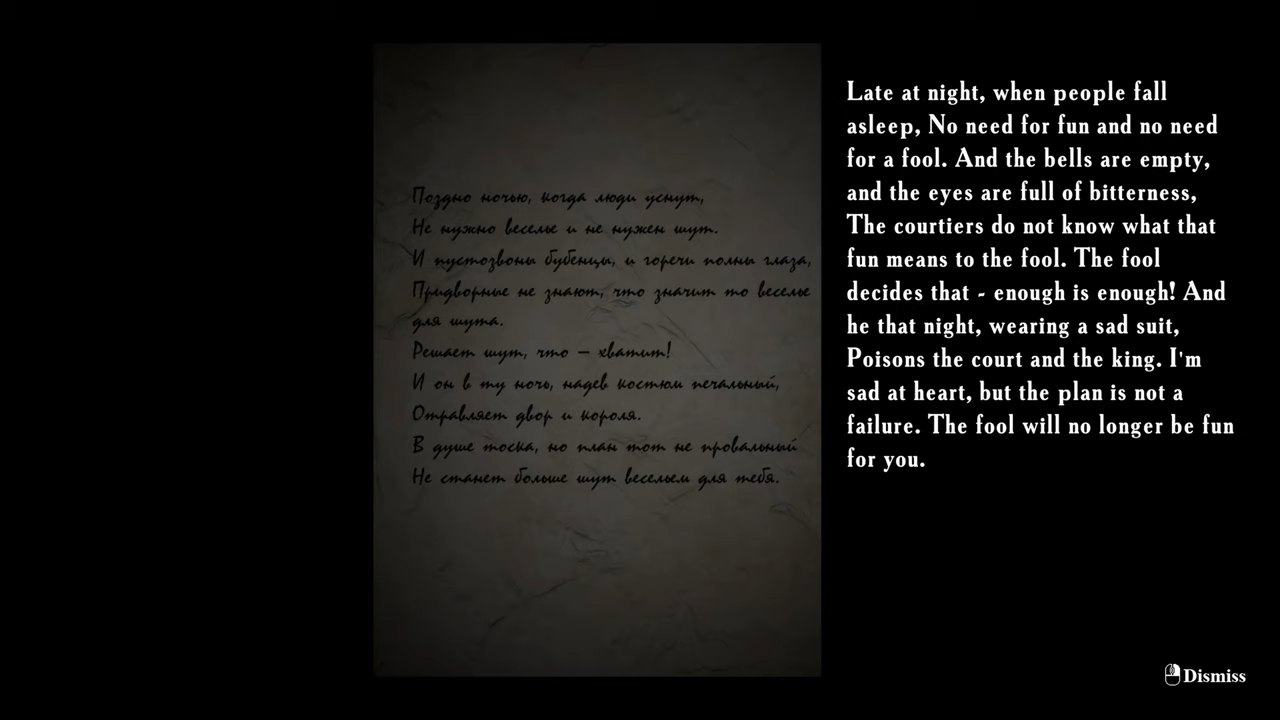 Поздно ночью, когда люди уснут,
Не нужно веселье и не нужен шут.
И пустозвоны бубенцы, и горечи полны глаза,
Придворные не знают, что значит то веселье
для шута.
Решает шут, что – хватит!
И он в ту ночь, надев костюм печальный,
Отравляет двор и короля.
В душе тоска, но план тот не провальный
Не станет больше шут весельем для тебя.
Late at night, when people fall
asleep, No need for fun and no need
for a fool. And the bells are empty,
and the eyes are full of bitterness,
The courtiers do not know what that
fun means to the fool. The fool
decides that - enough is enough! And
he that night, wearing a sad suit,
Poisons the court and the king. I'm
sad at heart, but the plan is not a
failure. The fool will no longer be fun
for you.
Dismiss